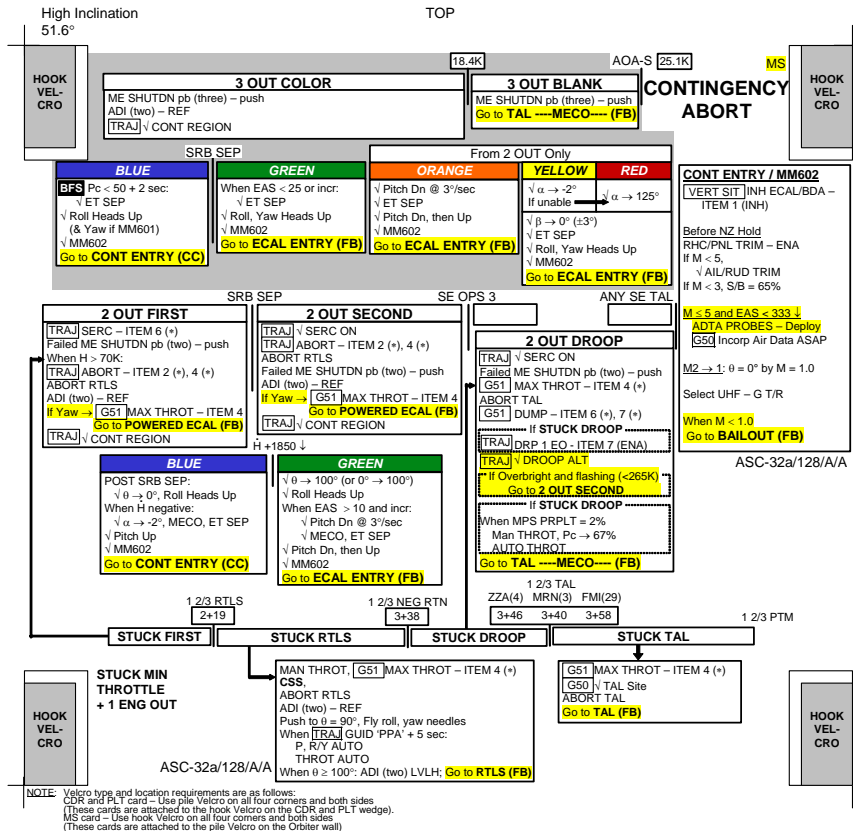 High Inclination
51.6°
TOP
HOOK
VEL-
CRO
18.4K
AOA-S 25.1K
MS
HOOK
VEL-
CRO
3 OUT COLOR
ME SHUTDN pb (three) – push
ADI (two) – REF
TRAJ √ CONT REGION
3 OUT BLANK
ME SHUTDN pb (three) – push
Go to TAL ----MECO---- (FB)
CONTINGENCY
ABORT
SRB SEP
From 2 OUT Only
BLUE
BFS Pc < 50 + 2 sec:
√ ET SEP
√ Roll Heads Up
(& Yaw if MM601)
√ MM602
Go to CONT ENTRY (CC)
GREEN
When EAS < 25 or incr:
√ ET SEP
√ Roll, Yaw Heads Up
√ MM602
Go to ECAL ENTRY (FB)
ORANGE
√ Pitch Dn @ 3°/sec
√ ET SEP
√ Pitch Dn, then Up
√ MM602
Go to ECAL ENTRY (FB)
YELLOW
RED
√ α → -2°
If unable
√ α → 125°
√ β → 0° (±3°)
√ ET SEP
√ Roll, Yaw Heads Up
√ MM602
Go to ECAL ENTRY (FB)
CONT ENTRY / MM602
VERT SIT INH ECAL/BDA –
ITEM 1 (INH)
Before NZ Hold
RHC/PNL TRIM – ENA
If M < 5,
√ AIL/RUD TRIM
If M < 3, S/B = 65%
M ≤ 5 and EAS < 333 ↓
ADTA PROBES – Deploy
G50 Incorp Air Data ASAP
M2 → 1: θ = 0° by M = 1.0
Select UHF – G T/R
When M < 1.0
Go to BAILOUT (FB)
ASC-32a/128/A/A
SRB SEP
SE OPS 3
ANY SE TAL
2 OUT FIRST
TRAJ SERC – ITEM 6 (∗)
Failed ME SHUTDN pb (two) – push
When H > 70K:
TRAJ ABORT – ITEM 2 (∗), 4 (∗)
ABORT RTLS
ADI (two) – REF
If Yaw → G51 MAX THROT – ITEM 4
Go to POWERED ECAL (FB)
TRAJ √ CONT REGION
2 OUT SECOND
TRAJ √ SERC ON
TRAJ ABORT – ITEM 2 (∗), 4 (∗)
ABORT RTLS
Failed ME SHUTDN pb (two) – push
ADI (two) – REF
If Yaw → G51 MAX THROT – ITEM 4
Go to POWERED ECAL (FB)
TRAJ √ CONT REGION
2 OUT DROOP
TRAJ √ SERC ON
Failed ME SHUTDN pb (two) – push
G51 MAX THROT – ITEM 4 (∗)
ABORT TAL
G51 DUMP – ITEM 6 (∗), 7 (∗)
If STUCK DROOP
TRAJ DRP 1 EO - ITEM 7 (ENA)
TRAJ √ DROOP ALT
If Overbright and flashing (<265K)
Go to 2 OUT SECOND
If STUCK DROOP
When MPS PRPLT = 2%
Man THROT, Pc → 67%
AUTO THROT
Go to TAL ----MECO---- (FB)
Ḣ +1850 ↓
BLUE
POST SRB SEP:
√ θ → 0°, Roll Heads Up
When Ḣ negative:
√ α → -2°, MECO, ET SEP
√ Pitch Up
√ MM602
Go to CONT ENTRY (CC)
GREEN
√ θ → 100° (or 0° → 100°)
√ Roll Heads Up
When EAS > 10 and incr:
√ Pitch Dn @ 3°/sec
√ MECO, ET SEP
√ Pitch Dn, then Up
√ MM602
Go to ECAL ENTRY (FB)
1 2/3 RTLS
2+19
1 2/3 NEG RTN
3+38
1 2/3 TAL
ZZA(4) MRN(3) FMI(29)
3+46 3+40 3+58
1 2/3 PTM
STUCK FIRST
STUCK RTLS
STUCK DROOP
STUCK TAL
HOOK
VEL-
CRO
STUCK MIN
THROTTLE
+ 1 ENG OUT
MAN THROT, G51 MAX THROT – ITEM 4 (∗)
CSS,
ABORT RTLS
ADI (two) – REF
Push to θ = 90°, Fly roll, yaw needles
When TRAJ GUID 'PPA' + 5 sec:
P, R/Y AUTO
THROT AUTO
When θ ≥ 100°: ADI (two) LVLH; Go to RTLS (FB)
G51 MAX THROT – ITEM 4 (∗)
G50 √ TAL Site
ABORT TAL
Go to TAL (FB)
HOOK
VEL-
CRO
ASC-32a/128/A/A
NOTE: Velcro type and location requirements are as follows:
CDR and PLT card – Use pile Velcro on all four corners and both sides
(These cards are attached to the hook Velcro on the CDR and PLT wedge).
MS card – Use hook Velcro on all four corners and both sides
(These cards are attached to the pile Velcro on the Orbiter wall)